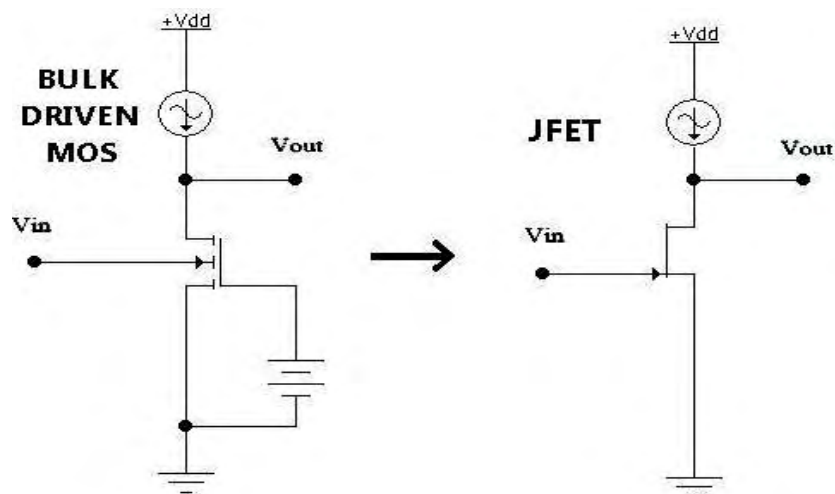 +Vdd
BULK
DRIVEN
MOS
Vout
Vin
+Vdd
JFET
Vout
Vin